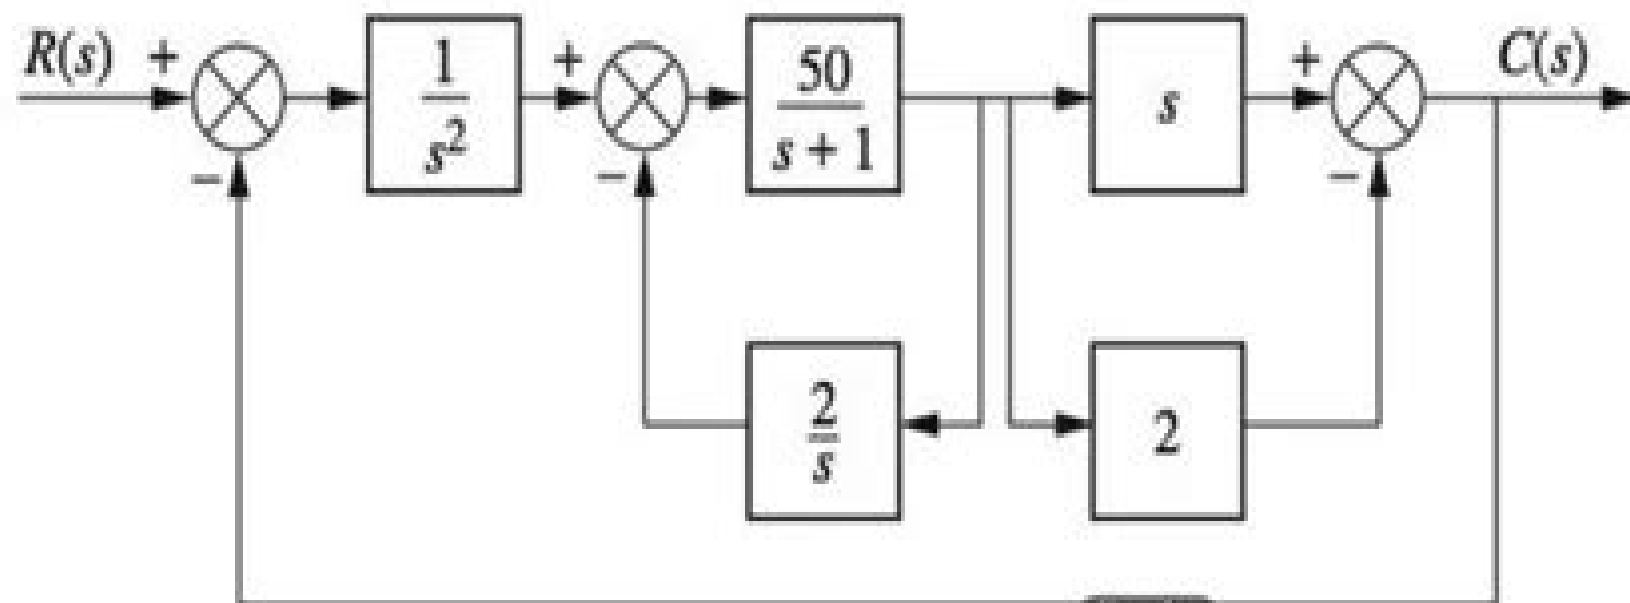 R(s) + 1/s² + 50/(s + 1) s + C(s)
− − −
2/s 2